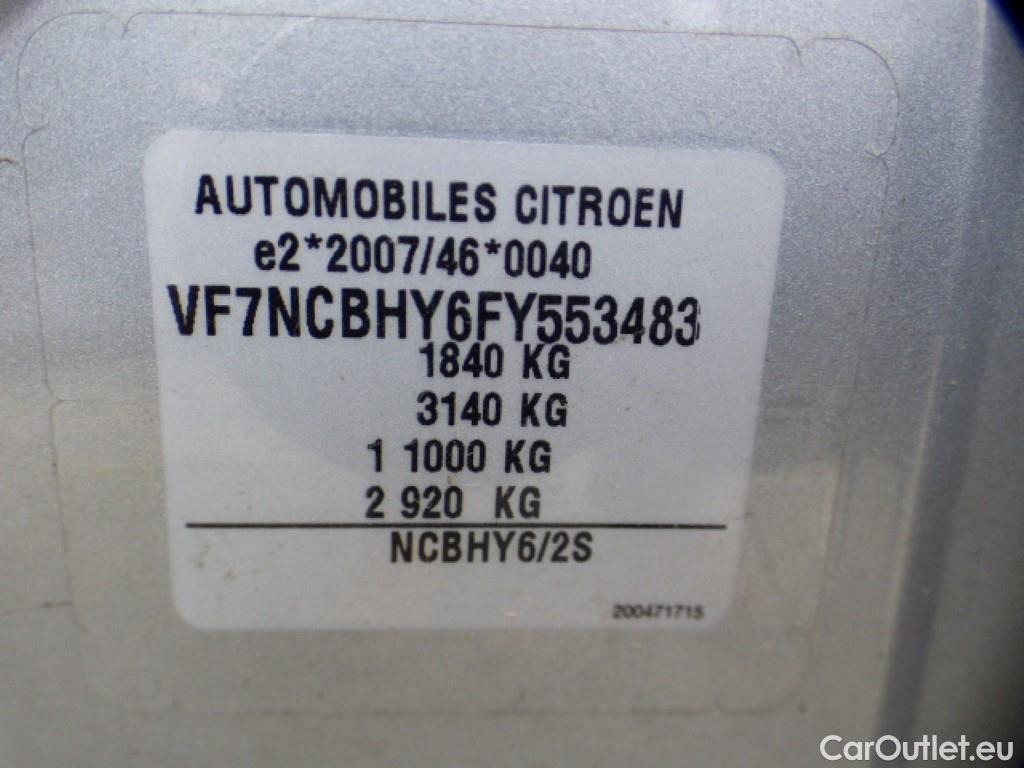 AUTOMOBILES CITROEN
e2*2007/46*0040
VF7NCBHY6FY553483
1840 KG
3140 KG
1 1000 KG
2 920 KG
NCBHY6/2S
200471715
CarOutlet.eu